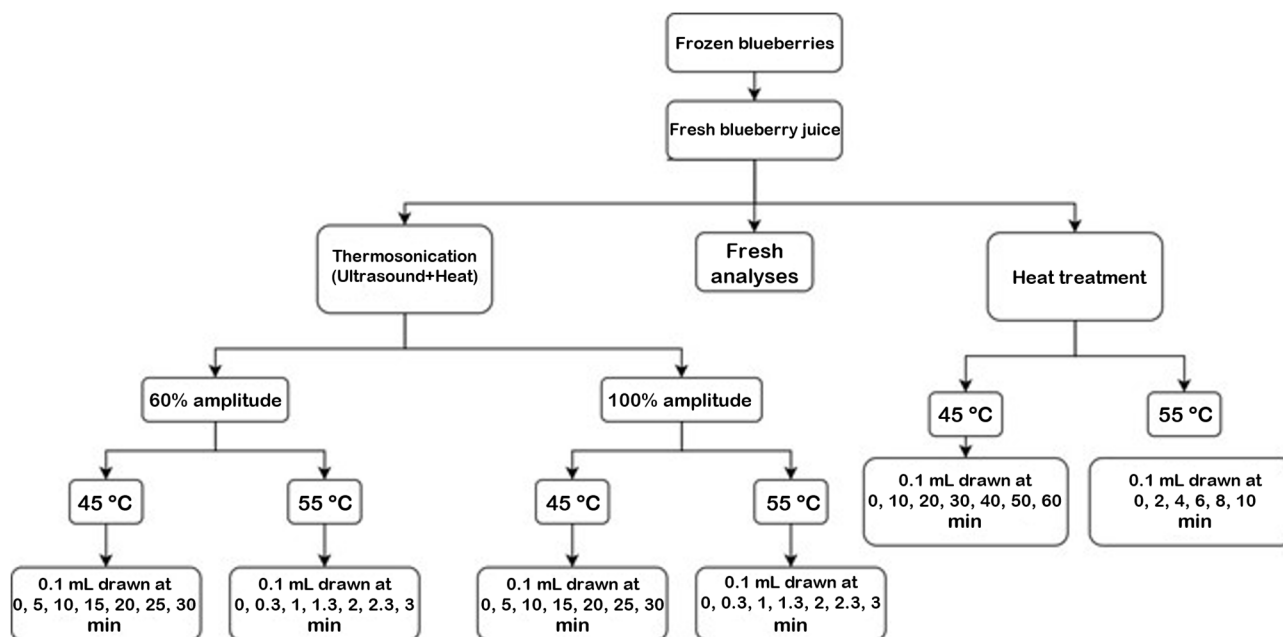 Frozen blueberries
Fresh blueberry juice
Thermosonication
(Ultrasound+Heat)
Fresh
analyses
Heat treatment
60% amplitude
100% amplitude
45 °C
55 °C
45 °C
55 °C
45 °C
55 °C
0.1 mL drawn at
0, 10, 20, 30, 40, 50, 60
min
0.1 mL drawn at
0, 2, 4, 6, 8, 10
min
0.1 mL drawn at
0, 5, 10, 15, 20, 25, 30
min
0.1 mL drawn at
0, 0.3, 1, 1.3, 2, 2.3, 3
min
0.1 mL drawn at
0, 5, 10, 15, 20, 25, 30
min
0.1 mL drawn at
0, 0.3, 1, 1.3, 2, 2.3, 3
min